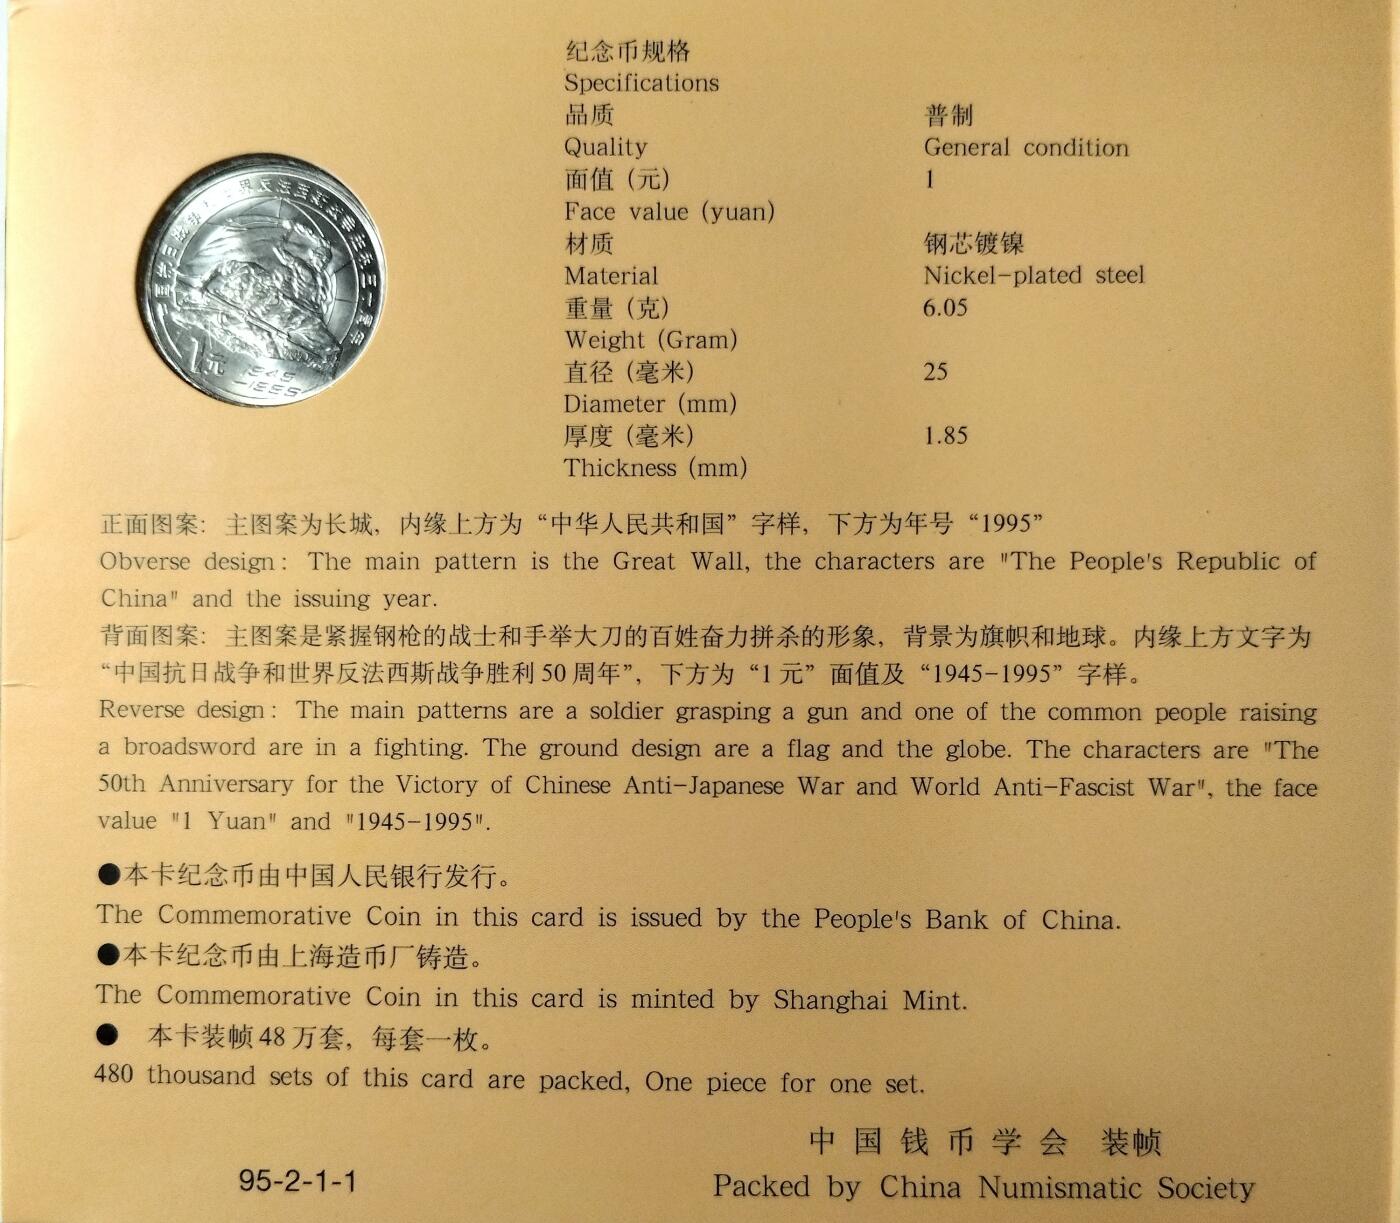 纪念币规格
Specifications
品质 普制
Quality General condition
面值（元） 1
Face value (yuan)
材质 钢芯镀镍
Material Nickel-plated steel
重量（克） 6.05
Weight (Gram)
直径（毫米） 25
Diameter (mm)
厚度（毫米） 1.85
Thickness (mm)
1元
1945
-1995
正面图案：主图案为长城，内缘上方为“中华人民共和国”字样，下方为年号“1995”
Obverse design: The main pattern is the Great Wall, the characters are "The People's Republic of
China" and the issuing year.
背面图案：主图案是紧握钢枪的战士和手举大刀的百姓奋力拼杀的形象，背景为旗帜和地球。内缘上方文字为
“中国抗日战争和世界反法西斯战争胜利50周年”，下方为“1元”面值及“1945-1995”字样。
Reverse design: The main patterns are a soldier grasping a gun and one of the common people raising
a broadsword are in a fighting. The ground design are a flag and the globe. The characters are "The
50th Anniversary for the Victory of Chinese Anti-Japanese War and World Anti-Fascist War", the face
value "1 Yuan" and "1945-1995".
●本卡纪念币由中国人民银行发行。
The Commemorative Coin in this card is issued by the People's Bank of China.
●本卡纪念币由上海造币厂铸造。
The Commemorative Coin in this card is minted by Shanghai Mint.
● 本卡装帧48万套，每套一枚。
480 thousand sets of this card are packed, One piece for one set.
中国钱币学会 装帧
95-2-1-1 Packed by China Numismatic Society